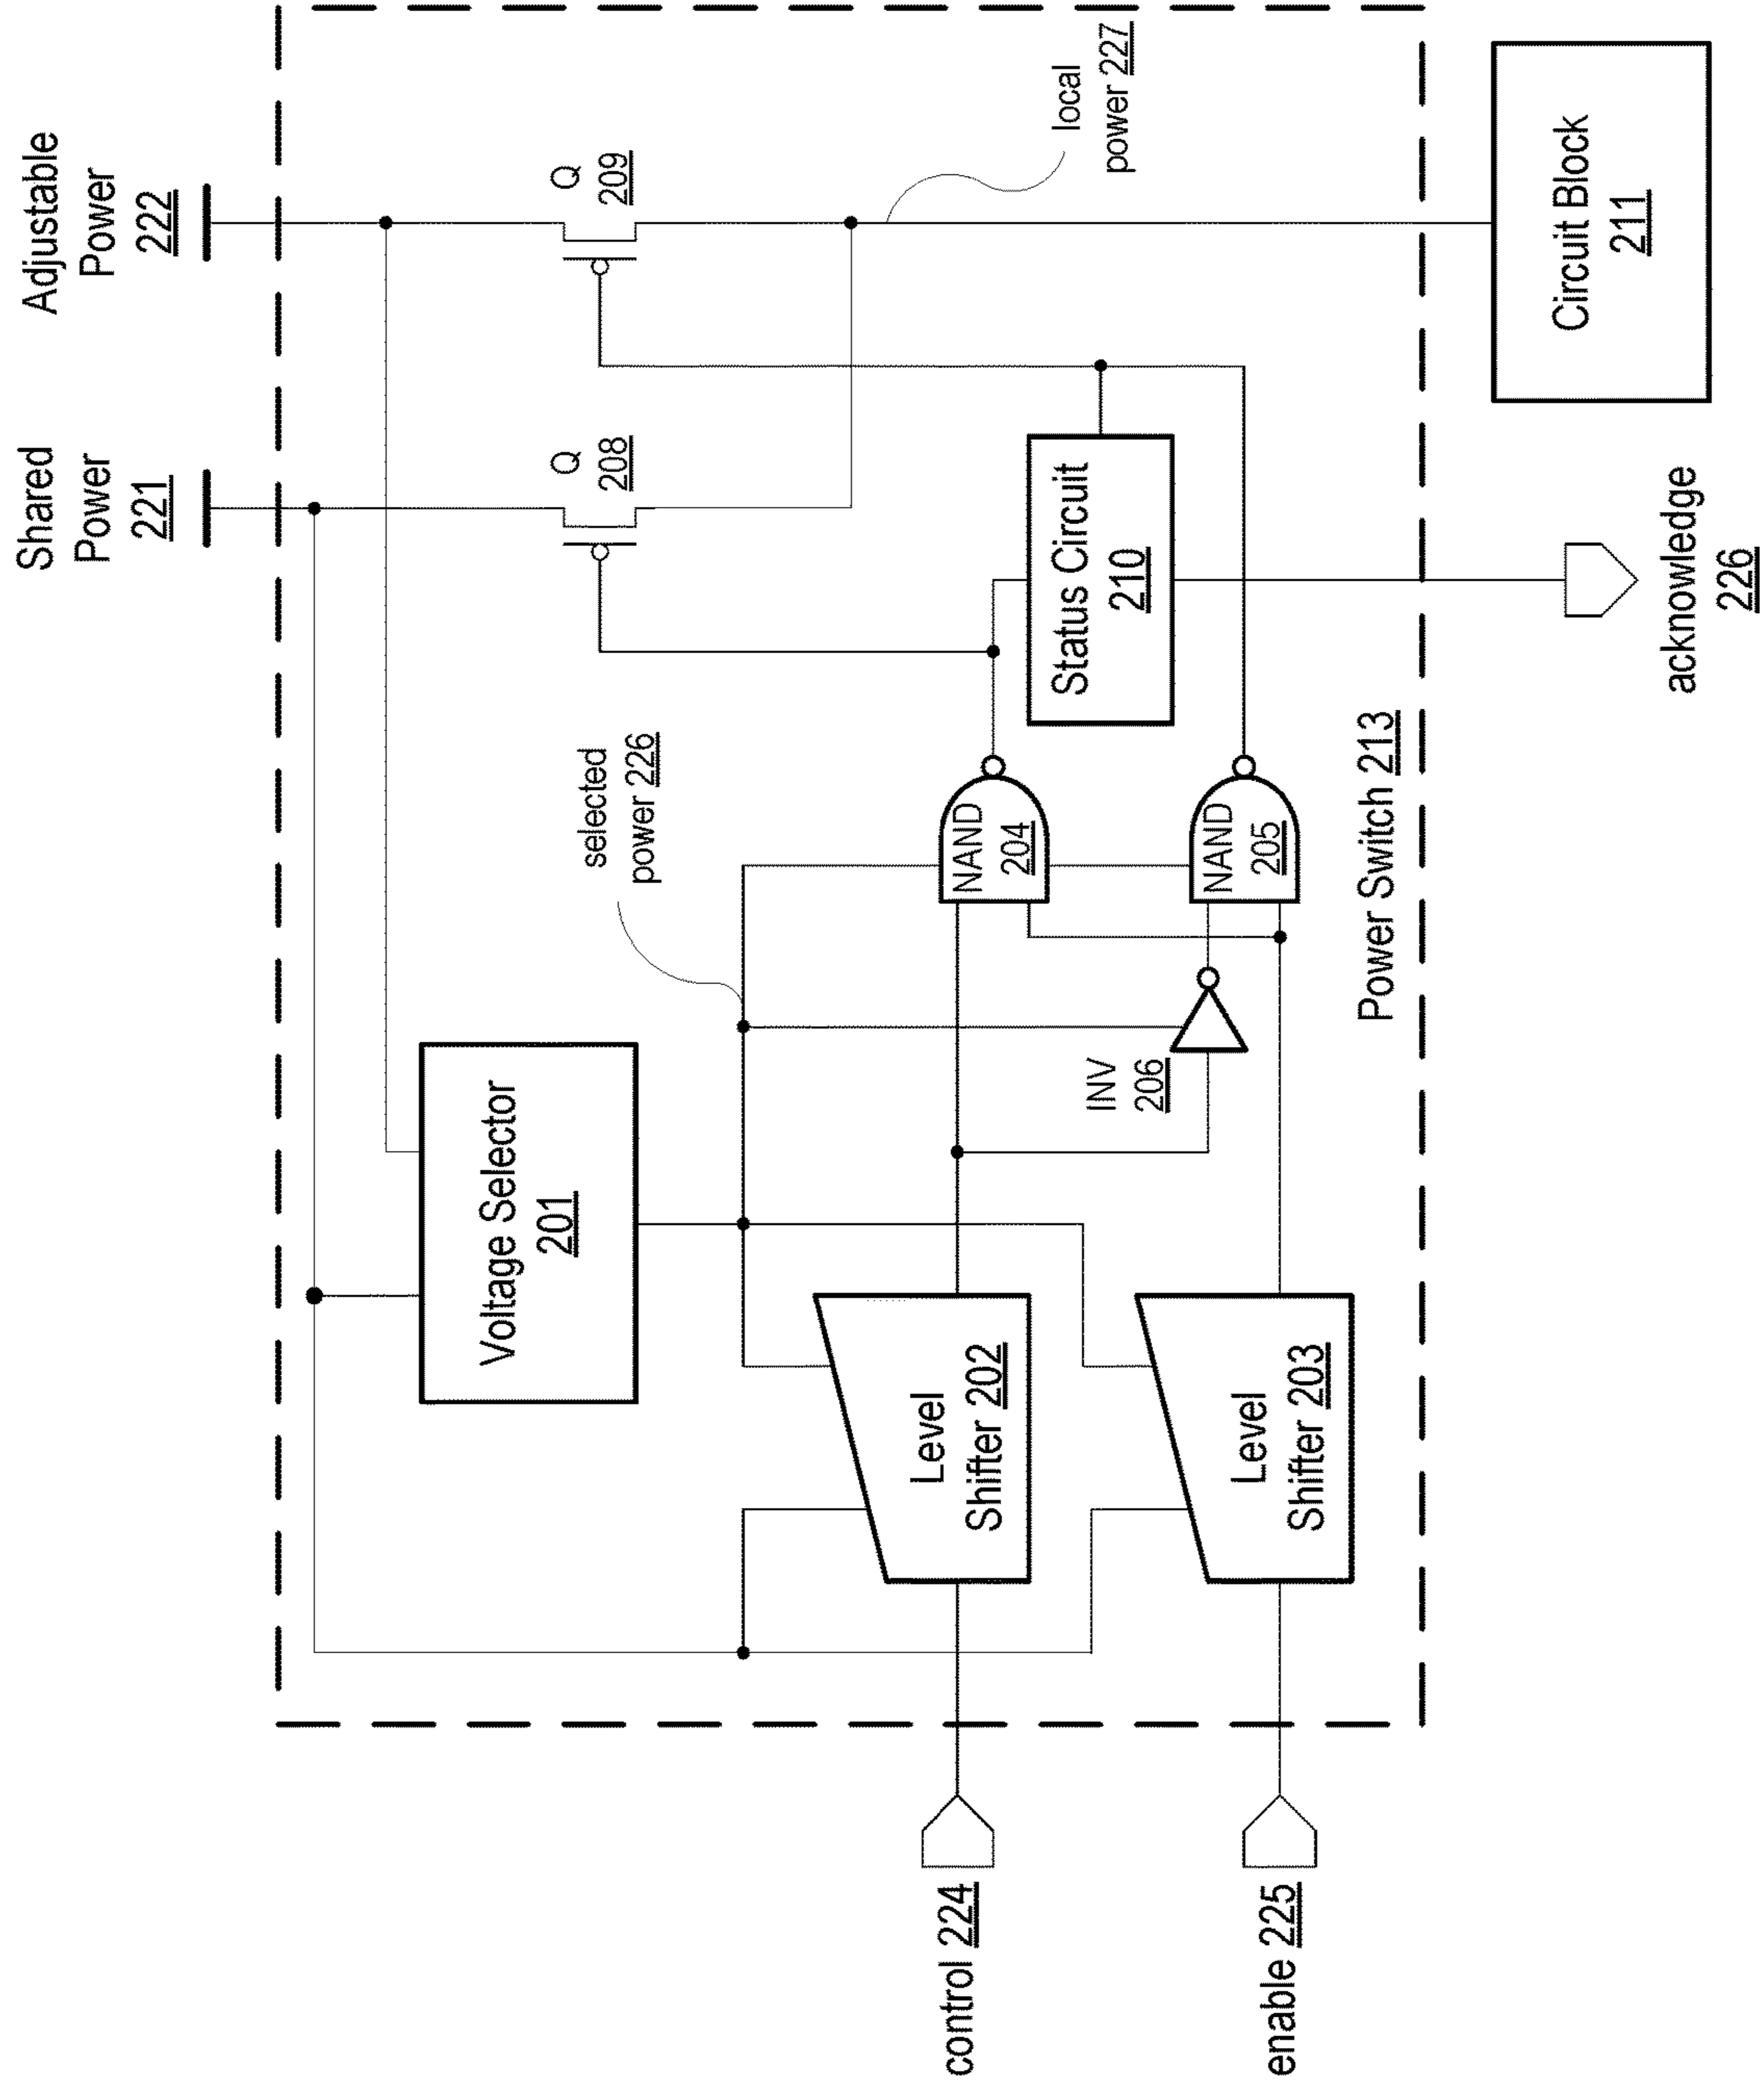 Shared
Power
221
Adjustable
Power
222
Voltage Selector
201
Q
208
Q
209
selected
power 226
local
power 227
Level
Shifter 202
NAND
204
Status Circuit
210
INV
206
Level
Shifter 203
NAND
205
control 224
enable 225
Power Switch 213
acknowledge
226
Circuit Block
211